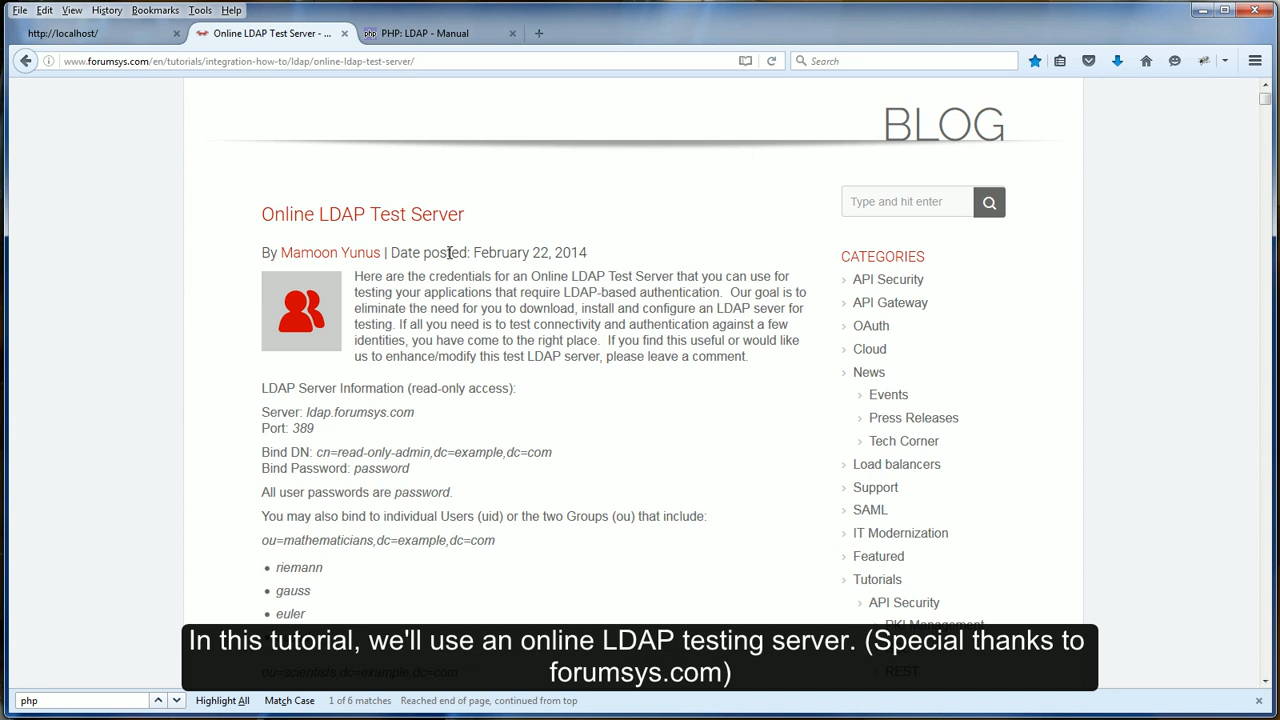 File Edit View History Bookmarks Tools Help
http://localhost/ × Online LDAP Test Server - ... × php PHP: LDAP - Manual × +
www.forumsys.com/en/tutorials/integration-how-to/ldap/online-ldap-test-server/ Search
BLOG
Type and hit enter
Online LDAP Test Server
By Mamoon Yunus | Date posted: February 22, 2014
Here are the credentials for an Online LDAP Test Server that you can use for
testing your applications that require LDAP-based authentication. Our goal is to
eliminate the need for you to download, install and configure an LDAP sever for
testing. If all you need is to test connectivity and authentication against a few
identities, you have come to the right place. If you find this useful or would like
us to enhance/modify this test LDAP server, please leave a comment.
LDAP Server Information (read-only access):
Server: ldap.forumsys.com
Port: 389
Bind DN: cn=read-only-admin,dc=example,dc=com
Bind Password: password
All user passwords are password.
You may also bind to individual Users (uid) or the two Groups (ou) that include:
ou=mathematicians,dc=example,dc=com
• riemann
• gauss
• euler
ou=scientists,dc=example,dc=com
CATEGORIES
API Security
API Gateway
OAuth
Cloud
News
Events
Press Releases
Tech Corner
Load balancers
Support
SAML
IT Modernization
Featured
Tutorials
API Security
PKI Management
REST
In this tutorial, we'll use an online LDAP testing server. (Special thanks to
forumsys.com)
php Highlight All Match Case 1 of 6 matches Reached end of page, continued from top